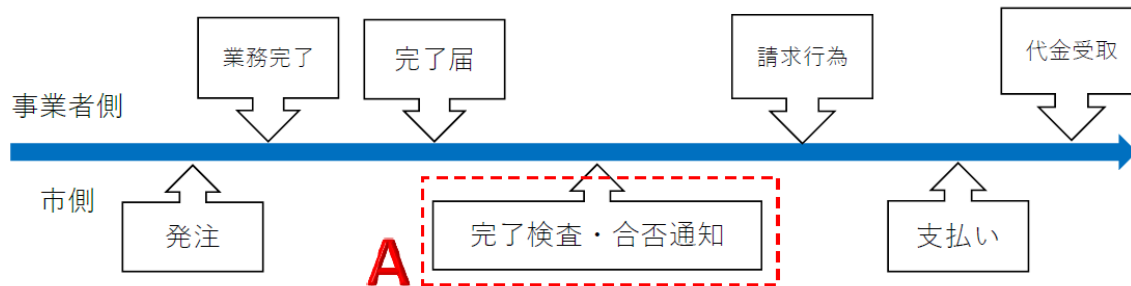 業務完了
完了届
請求行為
代金受取
事業者側
市側
発注
A
完了検査・合否通知
支払い